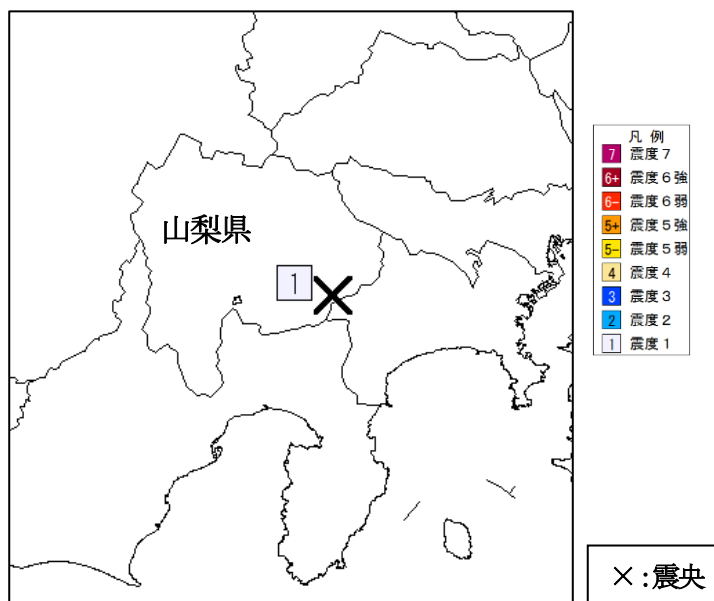 山梨県
1
凡 例
7 震度７
6+ 震度６強
6- 震度６弱
5+ 震度５強
5- 震度５弱
4 震度４
3 震度３
2 震度２
1 震度１
×：震央